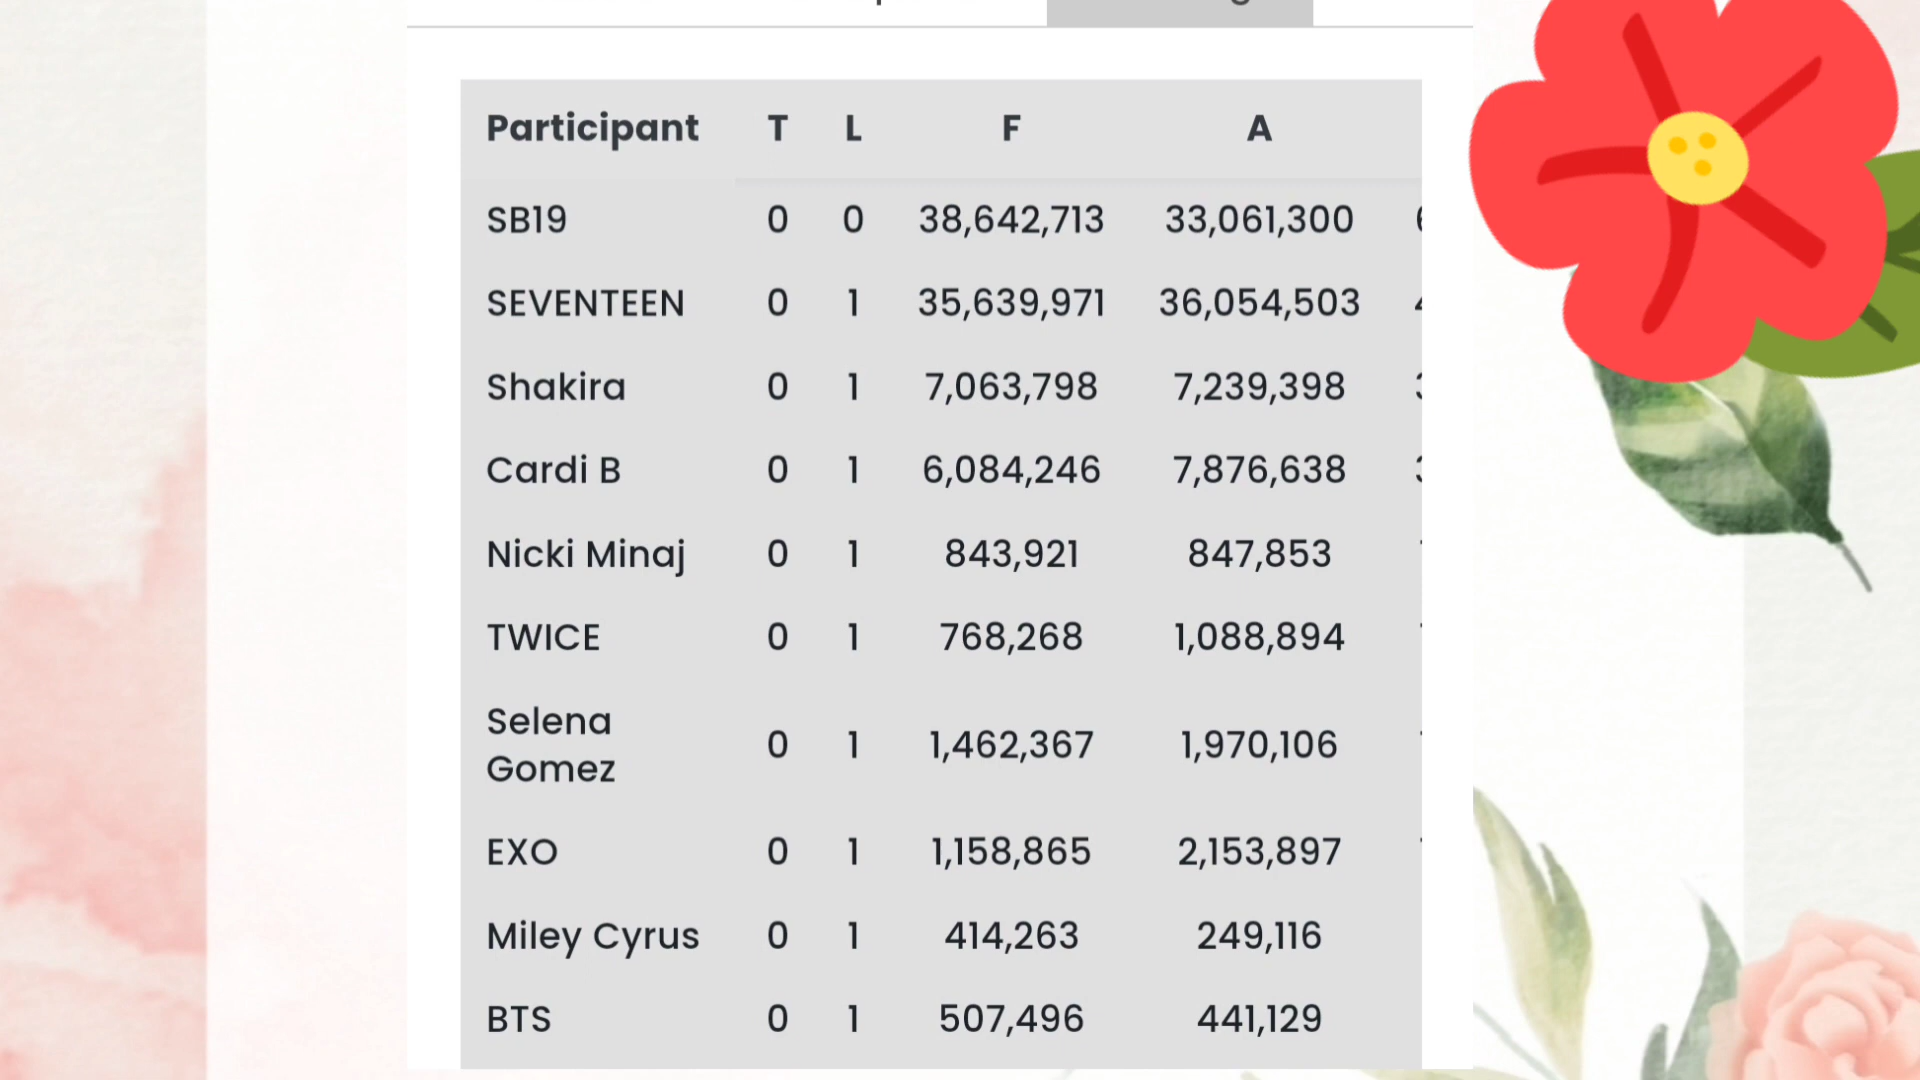 Participant T L F A
SB19 0 0 38,642,713 33,061,300
SEVENTEEN 0 1 35,639,971 36,054,503
Shakira 0 1 7,063,798 7,239,398
Cardi B 0 1 6,084,246 7,876,638
Nicki Minaj 0 1 843,921 847,853
TWICE 0 1 768,268 1,088,894
Selena
Gomez 0 1 1,462,367 1,970,106
EXO 0 1 1,158,865 2,153,897
Miley Cyrus 0 1 414,263 249,116
BTS 0 1 507,496 441,129